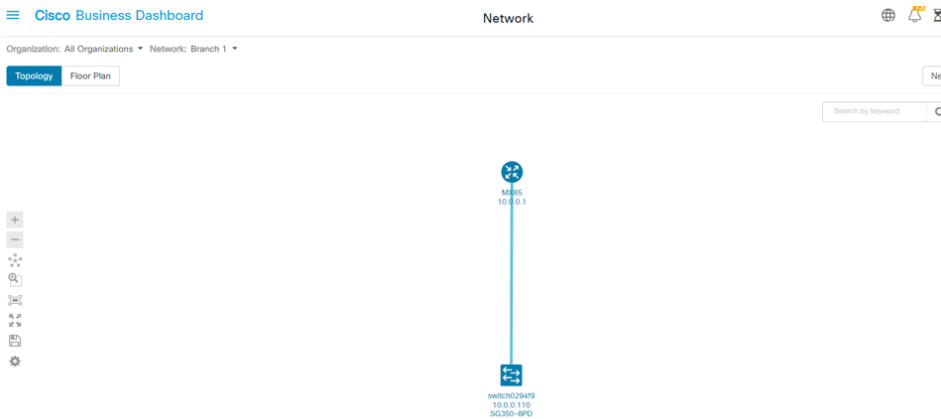 Cisco Business Dashboard
Network
Organization: All Organizations Network: Branch 1
Topology Floor Plan
Search by keyword
MX85
10.0.0.1
switch0294f9
10.0.0.110
SG350-8PD